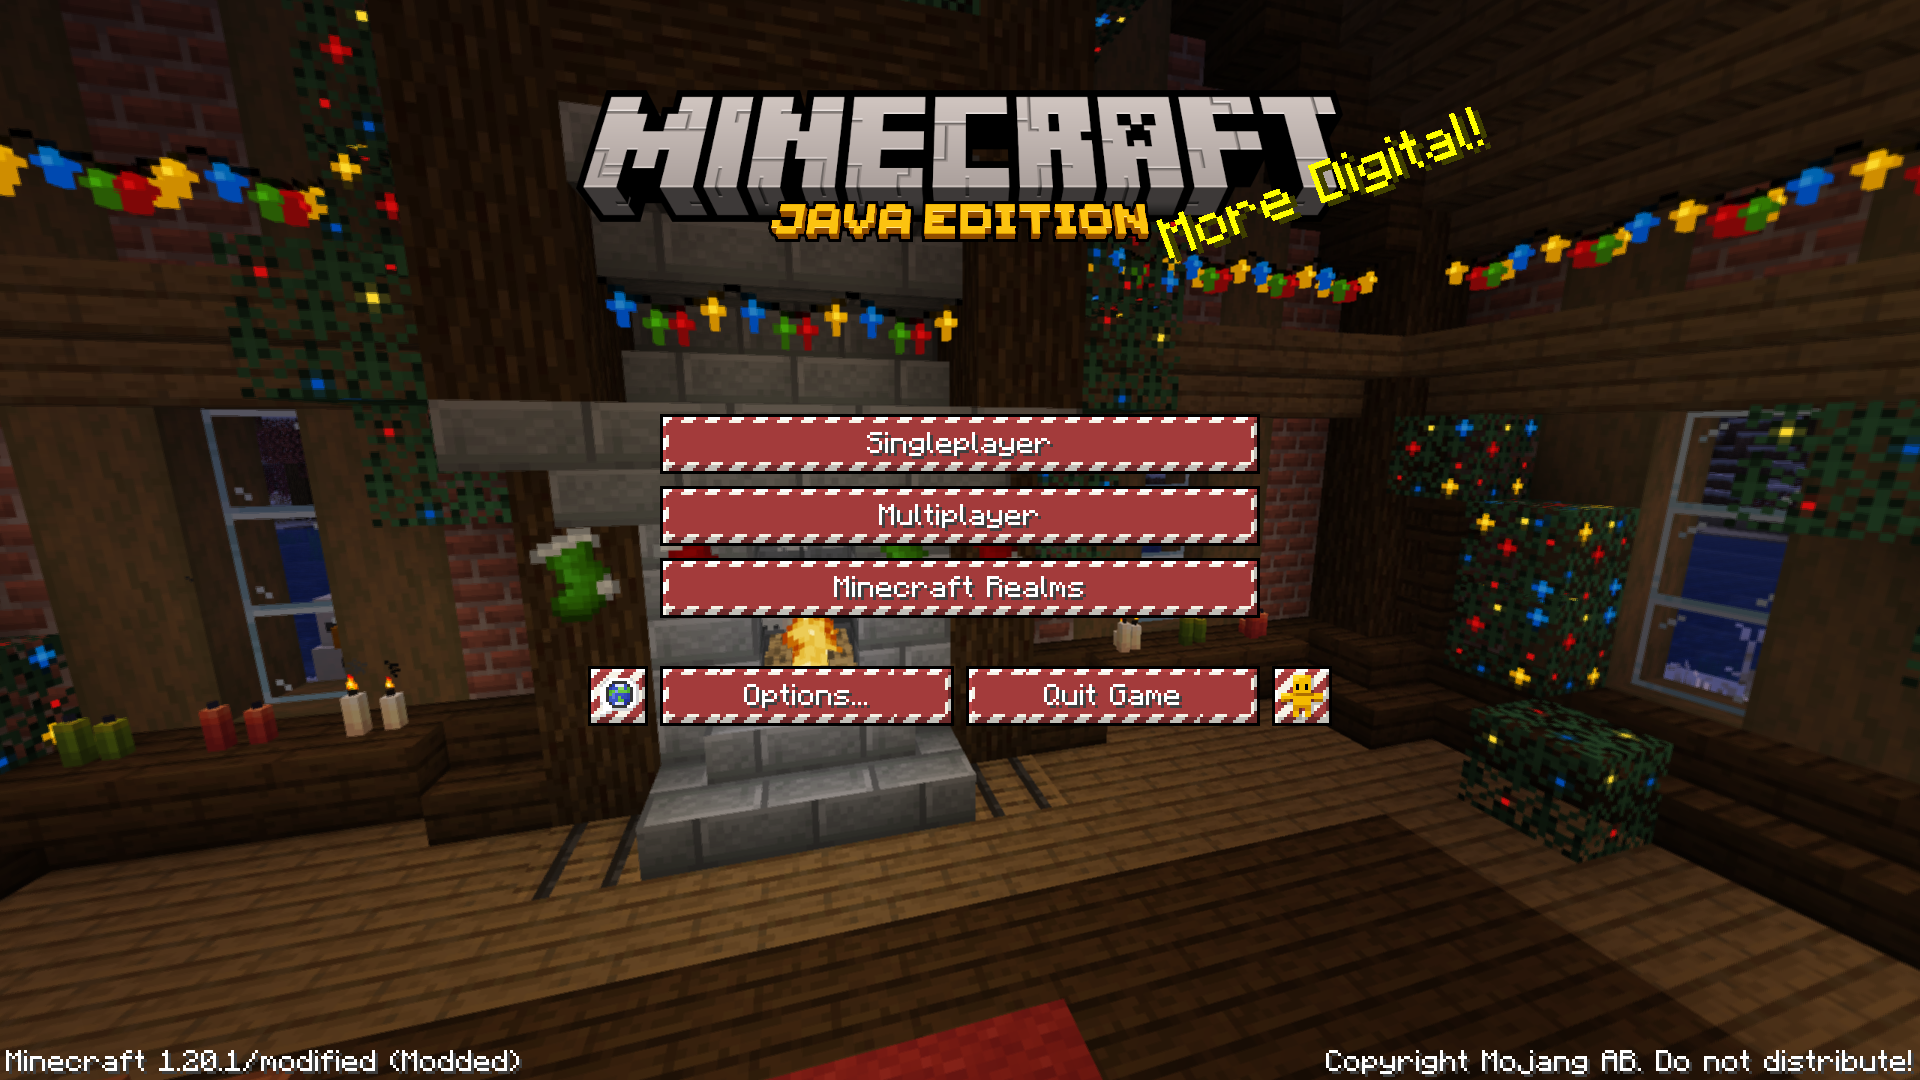 MINECRAFT
JAVA EDITION
More Digital!
Singleplayer
Multiplayer
Minecraft Realms
Options...
Quit Game
Minecraft 1.20.1/modified (Modded)
Copyright Mojang AB. Do not distribute!